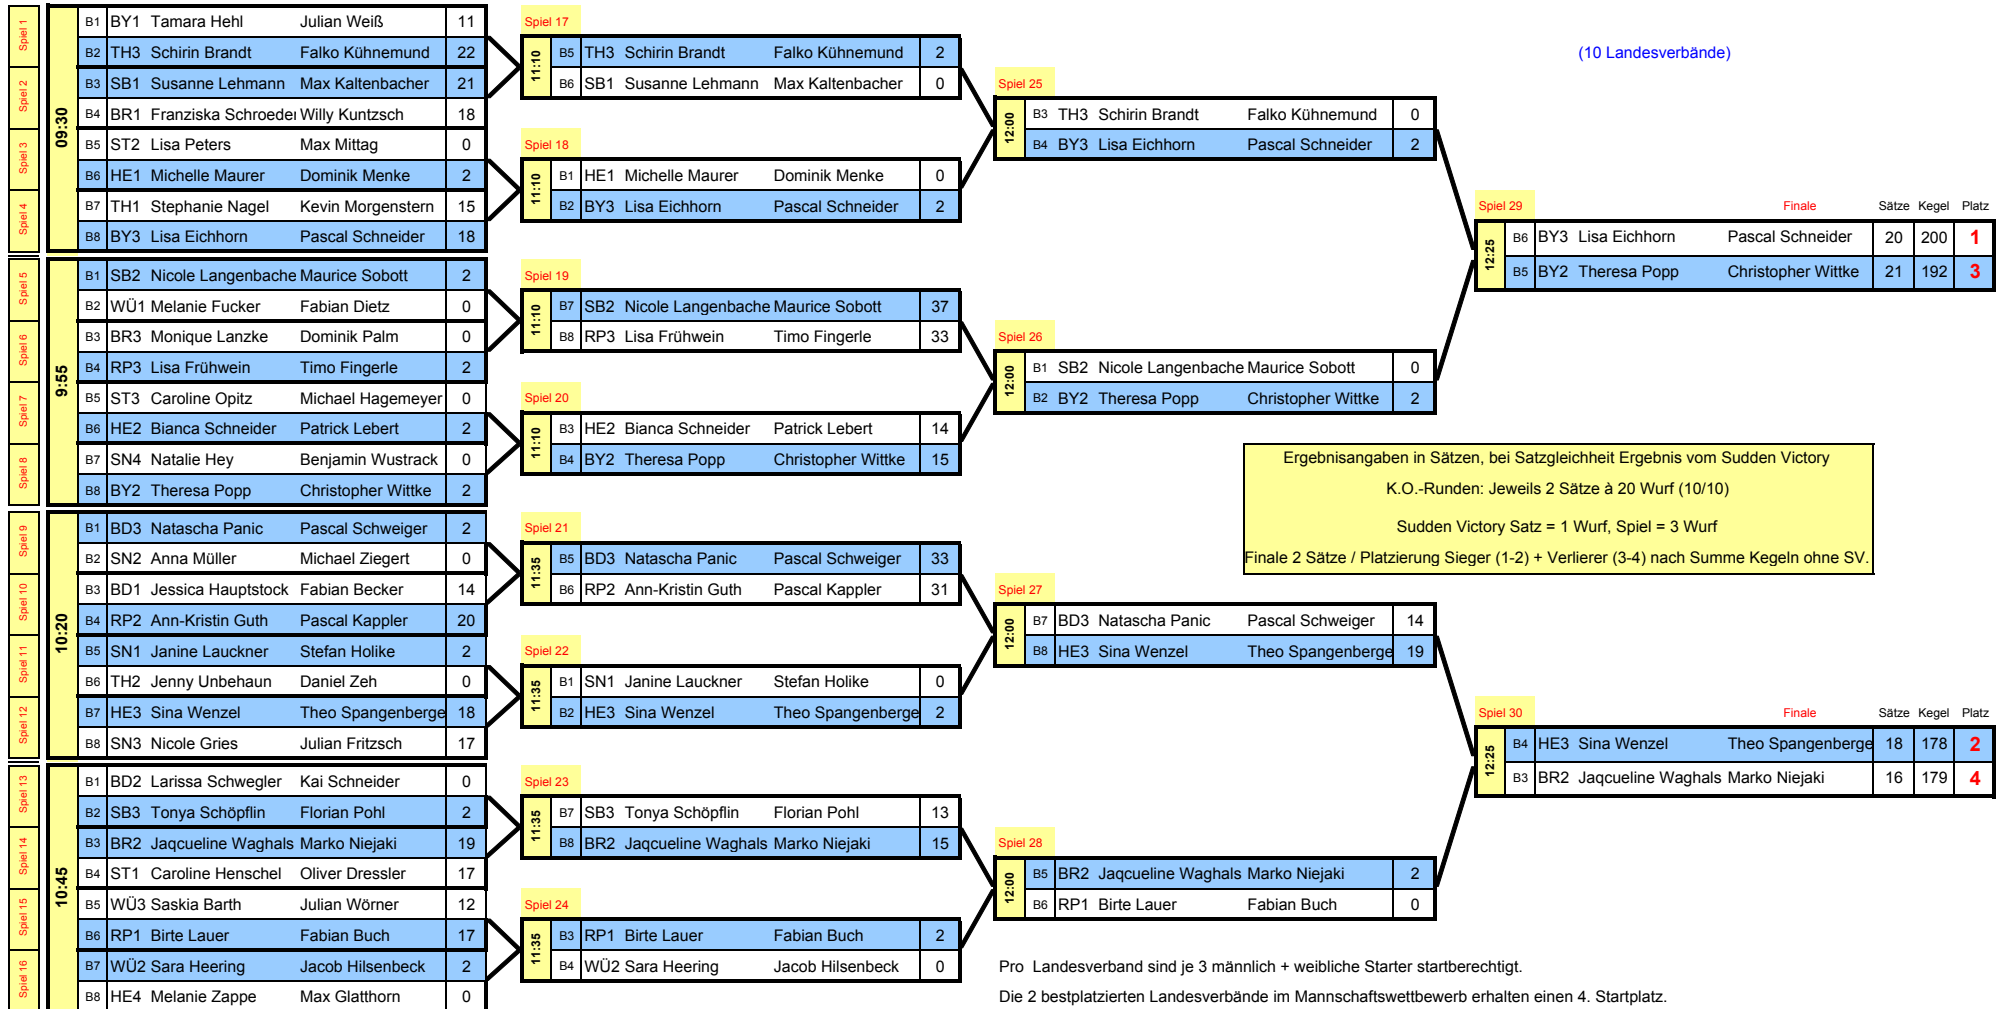 Spiel 1
Spiel 2
Spiel 3
Spiel 4
09:30
B1 BY1 Tamara Hehl Julian Weiß 11
B2 TH3 Schirin Brandt Falko Kühnemund 22
B3 SB1 Susanne Lehmann Max Kaltenbacher 21
B4 BR1 Franziska Schroeder Willy Kuntzsch 18
B5 ST2 Lisa Peters Max Mittag 0
B6 HE1 Michelle Maurer Dominik Menke 2
B7 TH1 Stephanie Nagel Kevin Morgenstern 15
B8 BY3 Lisa Eichhorn Pascal Schneider 18
Spiel 5
Spiel 6
Spiel 7
Spiel 8
9:55
B1 SB2 Nicole Langenbache Maurice Sobott 2
B2 WÜ1 Melanie Fucker Fabian Dietz 0
B3 BR3 Monique Lanzke Dominik Palm 0
B4 RP3 Lisa Frühwein Timo Fingerle 2
B5 ST3 Caroline Opitz Michael Hagemeyer 0
B6 HE2 Bianca Schneider Patrick Lebert 2
B7 SN4 Natalie Hey Benjamin Wustrack 0
B8 BY2 Theresa Popp Christopher Wittke 2
Spiel 9
Spiel 10
Spiel 11
Spiel 12
10:20
B1 BD3 Natascha Panic Pascal Schweiger 2
B2 SN2 Anna Müller Michael Ziegert 0
B3 BD1 Jessica Hauptstock Fabian Becker 14
B4 RP2 Ann-Kristin Guth Pascal Kappler 20
B5 SN1 Janine Lauckner Stefan Holike 2
B6 TH2 Jenny Unbehaun Daniel Zeh 0
B7 HE3 Sina Wenzel Theo Spangenberge 18
B8 SN3 Nicole Gries Julian Fritzsch 17
Spiel 13
Spiel 14
Spiel 15
Spiel 16
10:45
B1 BD2 Larissa Schwegler Kai Schneider 0
B2 SB3 Tonya Schöpflin Florian Pohl 2
B3 BR2 Jaqcueline Waghals Marko Niejaki 19
B4 ST1 Caroline Henschel Oliver Dressler 17
B5 WÜ3 Saskia Barth Julian Wörner 12
B6 RP1 Birte Lauer Fabian Buch 17
B7 WÜ2 Sara Heering Jacob Hilsenbeck 2
B8 HE4 Melanie Zappe Max Glatthorn 0
Spiel 17
11:10
B5 TH3 Schirin Brandt Falko Kühnemund 2
B6 SB1 Susanne Lehmann Max Kaltenbacher 0
Spiel 18
11:10
B1 HE1 Michelle Maurer Dominik Menke 0
B2 BY3 Lisa Eichhorn Pascal Schneider 2
Spiel 19
11:10
B7 SB2 Nicole Langenbache Maurice Sobott 37
B8 RP3 Lisa Frühwein Timo Fingerle 33
Spiel 20
11:10
B3 HE2 Bianca Schneider Patrick Lebert 14
B4 BY2 Theresa Popp Christopher Wittke 15
Spiel 21
11:35
B5 BD3 Natascha Panic Pascal Schweiger 33
B6 RP2 Ann-Kristin Guth Pascal Kappler 31
Spiel 22
11:35
B1 SN1 Janine Lauckner Stefan Holike 0
B2 HE3 Sina Wenzel Theo Spangenberge 2
Spiel 23
11:35
B7 SB3 Tonya Schöpflin Florian Pohl 13
B8 BR2 Jaqcueline Waghals Marko Niejaki 15
Spiel 24
11:35
B3 RP1 Birte Lauer Fabian Buch 2
B4 WÜ2 Sara Heering Jacob Hilsenbeck 0
Spiel 25
12:00
B3 TH3 Schirin Brandt Falko Kühnemund 0
B4 BY3 Lisa Eichhorn Pascal Schneider 2
Spiel 26
12:00
B1 SB2 Nicole Langenbache Maurice Sobott 0
B2 BY2 Theresa Popp Christopher Wittke 2
Spiel 27
12:00
B7 BD3 Natascha Panic Pascal Schweiger 14
B8 HE3 Sina Wenzel Theo Spangenberge 19
Spiel 28
12:00
B5 BR2 Jaqcueline Waghals Marko Niejaki 2
B6 RP1 Birte Lauer Fabian Buch 0
(10 Landesverbände)
Spiel 29 Finale Sätze Kegel Platz
12:25
B6 BY3 Lisa Eichhorn Pascal Schneider 20 200 1
B5 BY2 Theresa Popp Christopher Wittke 21 192 3
Ergebnisangaben in Sätzen, bei Satzgleichheit Ergebnis vom Sudden Victory
K.O.-Runden: Jeweils 2 Sätze à 20 Wurf (10/10)
Sudden Victory Satz = 1 Wurf, Spiel = 3 Wurf
Finale 2 Sätze / Platzierung Sieger (1-2) + Verlierer (3-4) nach Summe Kegeln ohne SV.
Spiel 30 Finale Sätze Kegel Platz
12:25
B4 HE3 Sina Wenzel Theo Spangenberge 18 178 2
B3 BR2 Jaqcueline Waghals Marko Niejaki 16 179 4
Pro Landesverband sind je 3 männlich + weibliche Starter startberechtigt.
Die 2 bestplatzierten Landesverbände im Mannschaftswettbewerb erhalten einen 4. Startplatz.